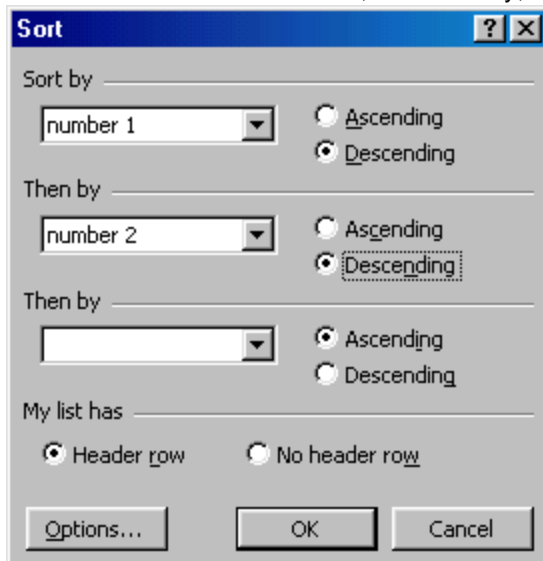 Sort
Sort by
number 1
Ascending
Descending
Then by
number 2
Ascending
Descending
Then by
Ascending
Descending
My list has
Header row
No header row
Options...
OK
Cancel